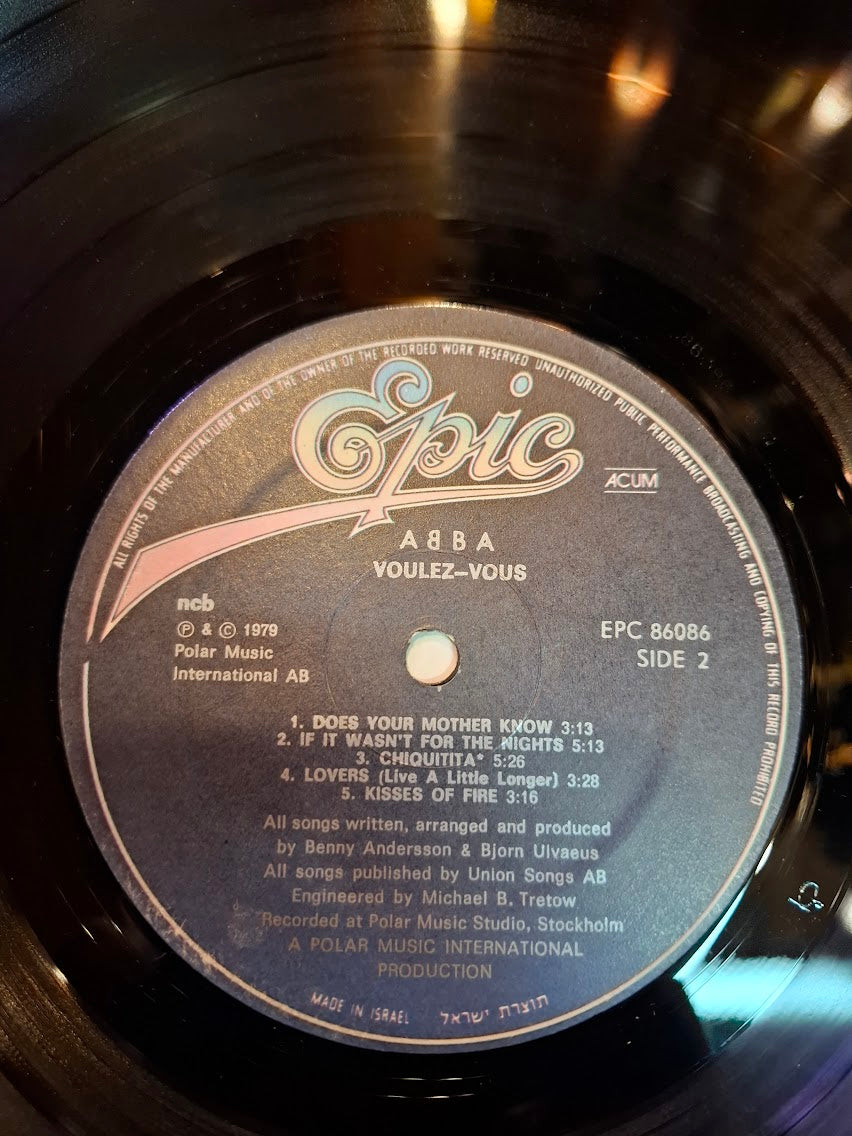 ALL RIGHTS OF THE MANUFACTURER AND OF THE OWNER OF THE RECORDED WORK RESERVED. UNAUTHORIZED PUBLIC PERFORMANCE BROADCASTING AND COPYING OF THIS RECORD PROHIBITED
Epic
ACUM
ABBA
VOULEZ-VOUS
ncb
Ⓟ & © 1979
Polar Music
International AB
EPC 86086
SIDE 2
1. DOES YOUR MOTHER KNOW 3:13
2. IF IT WASN'T FOR THE NIGHTS 5:13
3. CHIQUITITA* 5:26
4. LOVERS (Live A Little Longer) 3:28
5. KISSES OF FIRE 3:16
All songs written, arranged and produced
by Benny Andersson & Bjorn Ulvaeus
All songs published by Union Songs AB
Engineered by Michael B. Tretow
Recorded at Polar Music Studio, Stockholm
A POLAR MUSIC INTERNATIONAL
PRODUCTION
MADE IN ISRAEL תוצרת ישראל